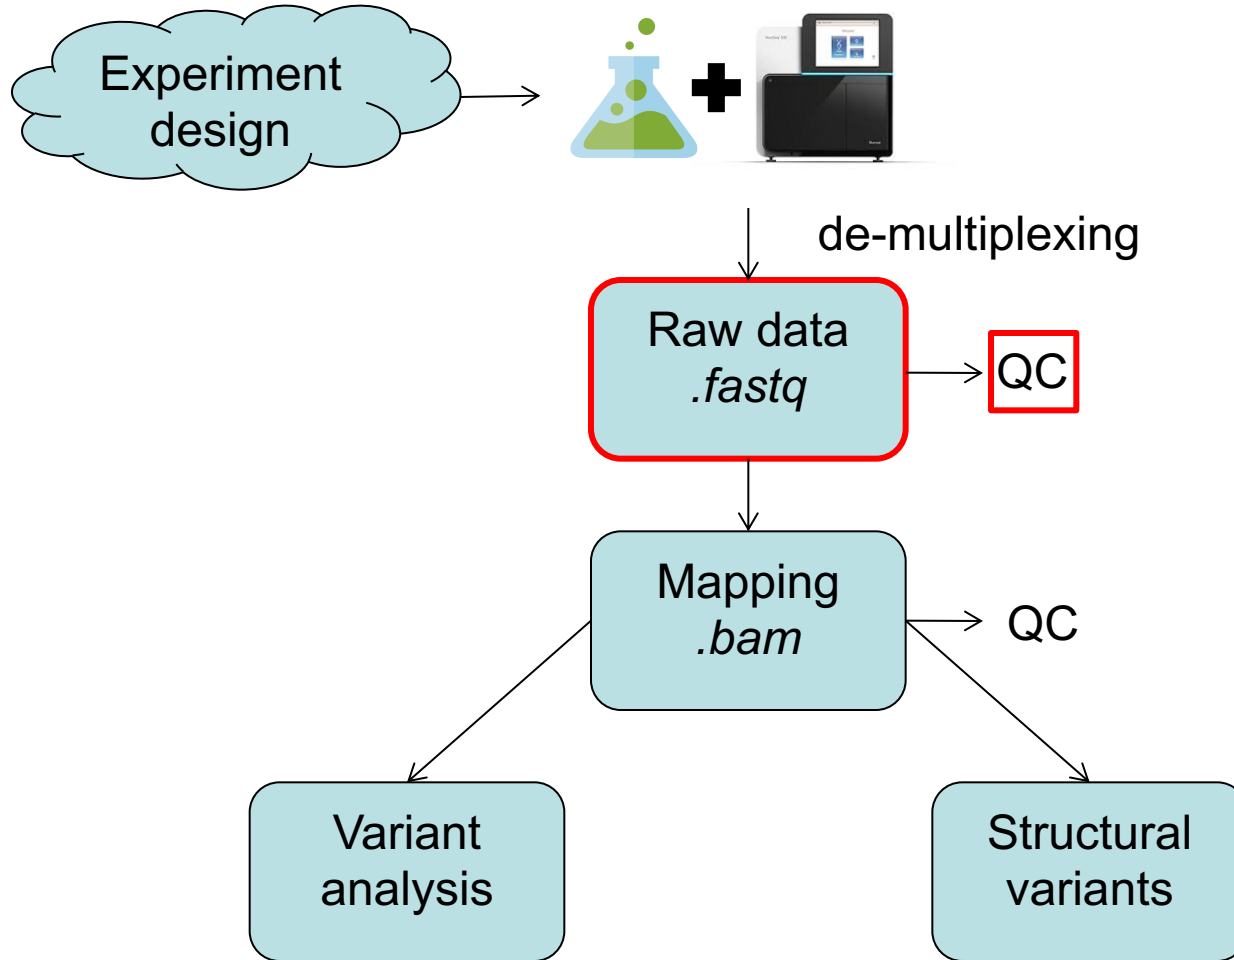 Experiment
design
de-multiplexing
Raw data
.fastq
QC
Mapping
.bam
QC
Variant
analysis
Structural
variants